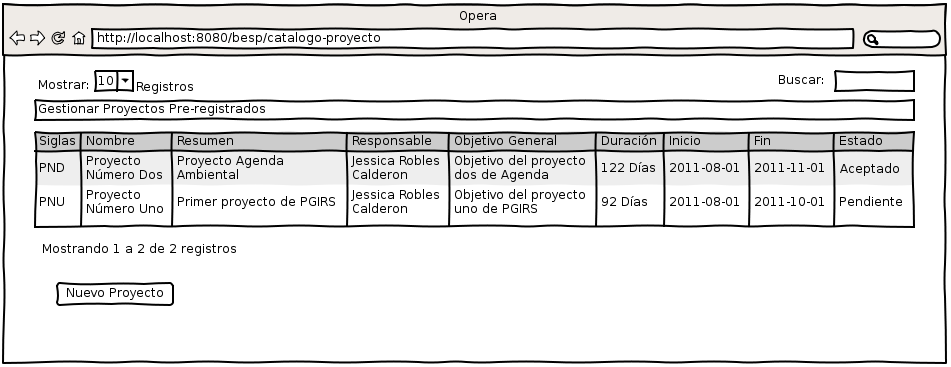 Opera
http://localhost:8080/besp/catalogo-proyecto
Mostrar: 10 Registros Buscar:
Gestionar Proyectos Pre-registrados
Siglas Nombre Resumen Responsable Objetivo General Duración Inicio Fin Estado
PND Proyecto Número Dos Proyecto Agenda Ambiental Jessica Robles Calderon Objetivo del proyecto dos de Agenda 122 Días 2011-08-01 2011-11-01 Aceptado
PNU Proyecto Número Uno Primer proyecto de PGIRS Jessica Robles Calderon Objetivo del proyecto uno de PGIRS 92 Días 2011-08-01 2011-10-01 Pendiente
Mostrando 1 a 2 de 2 registros
Nuevo Proyecto